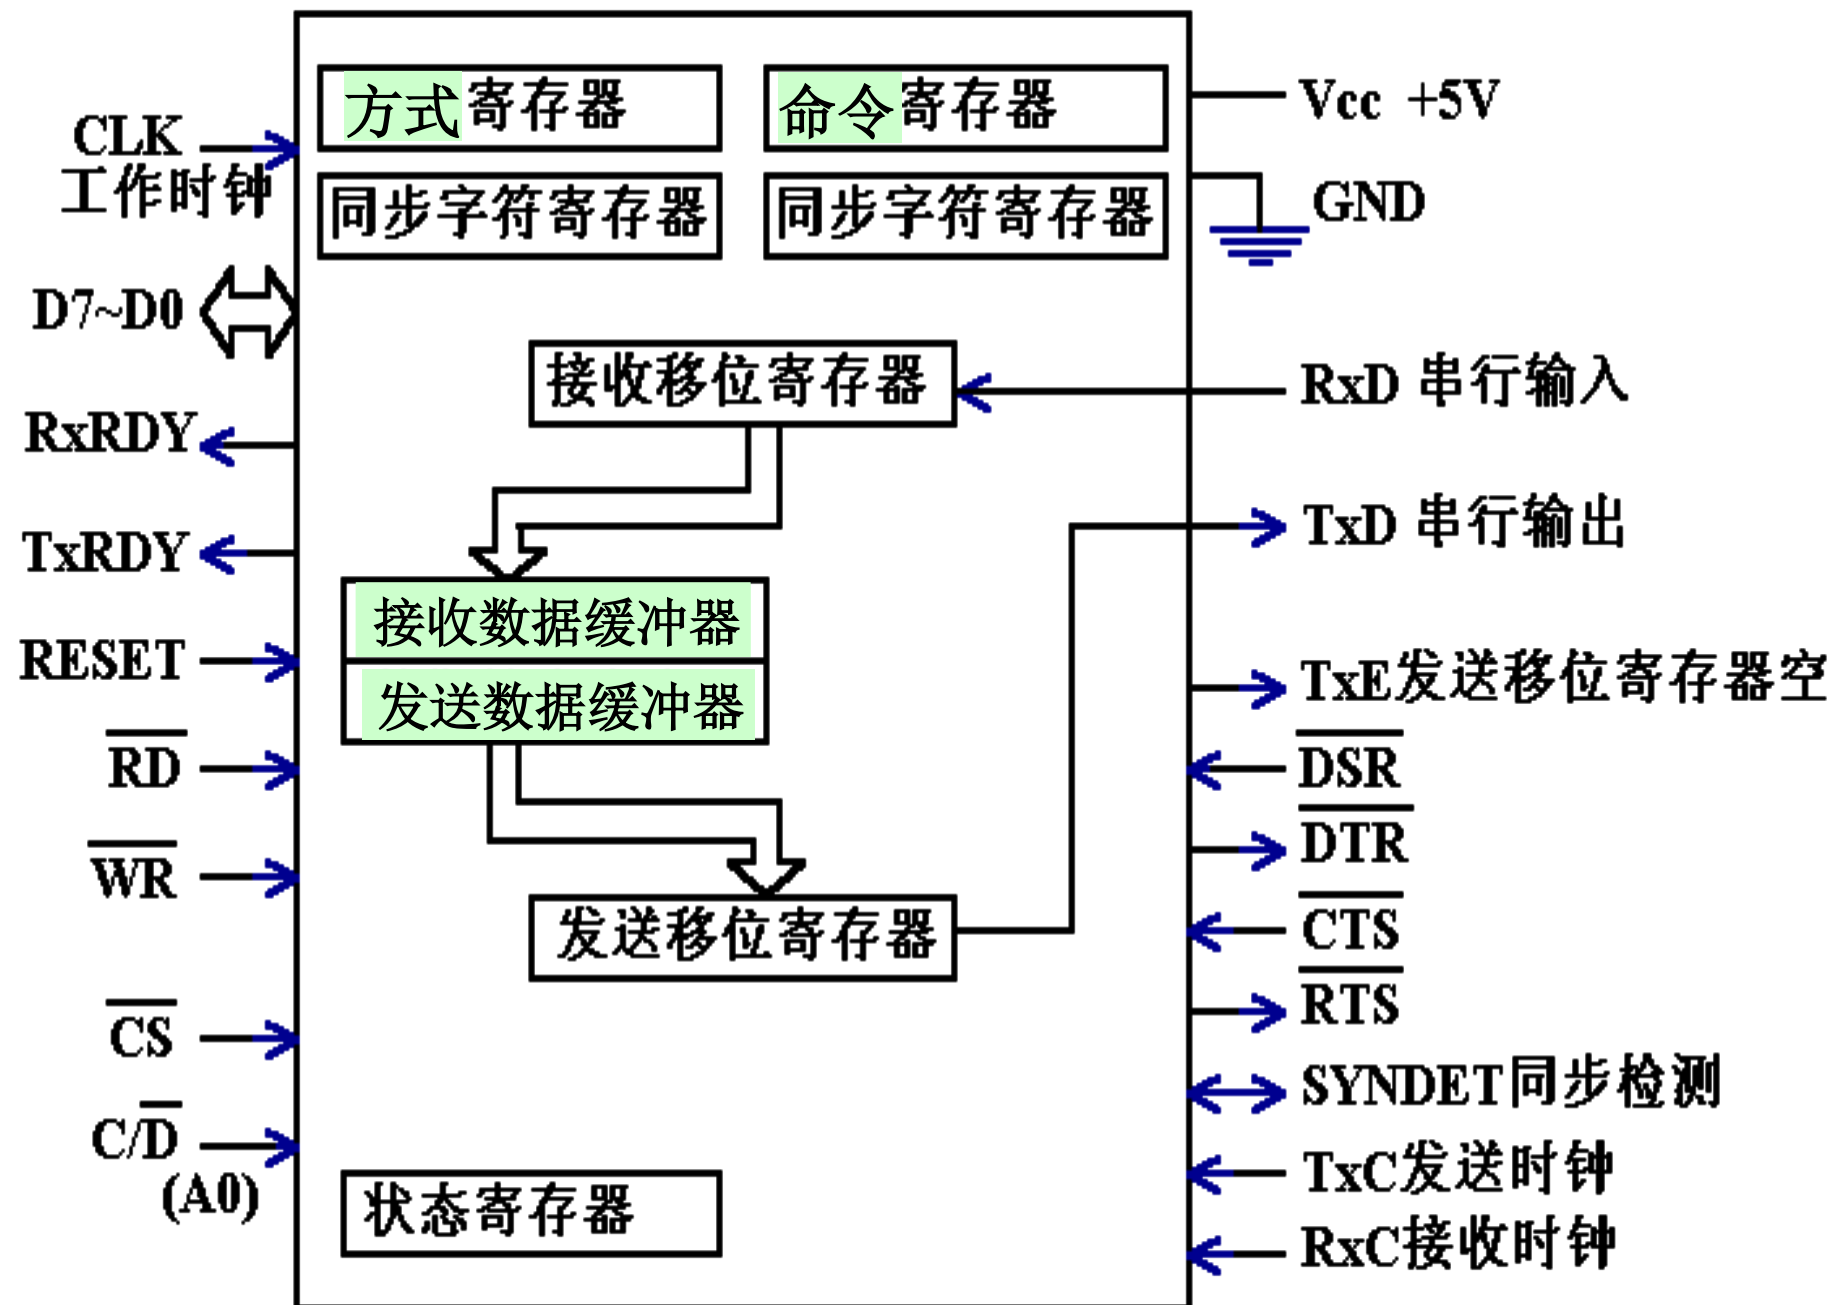 方式寄存器
命令寄存器
同步字符寄存器
同步字符寄存器
CLK
工作时钟
D7~D0
RxRDY
TxRDY
RESET
RD
WR
CS
C/D
(A0)
接收移位寄存器
接收数据缓冲器
发送数据缓冲器
发送移位寄存器
状态寄存器
Vcc +5V
GND
RxD 串行输入
TxD 串行输出
TxE发送移位寄存器空
DSR
DTR
CTS
RTS
SYNDET同步检测
TxC发送时钟
RxC接收时钟